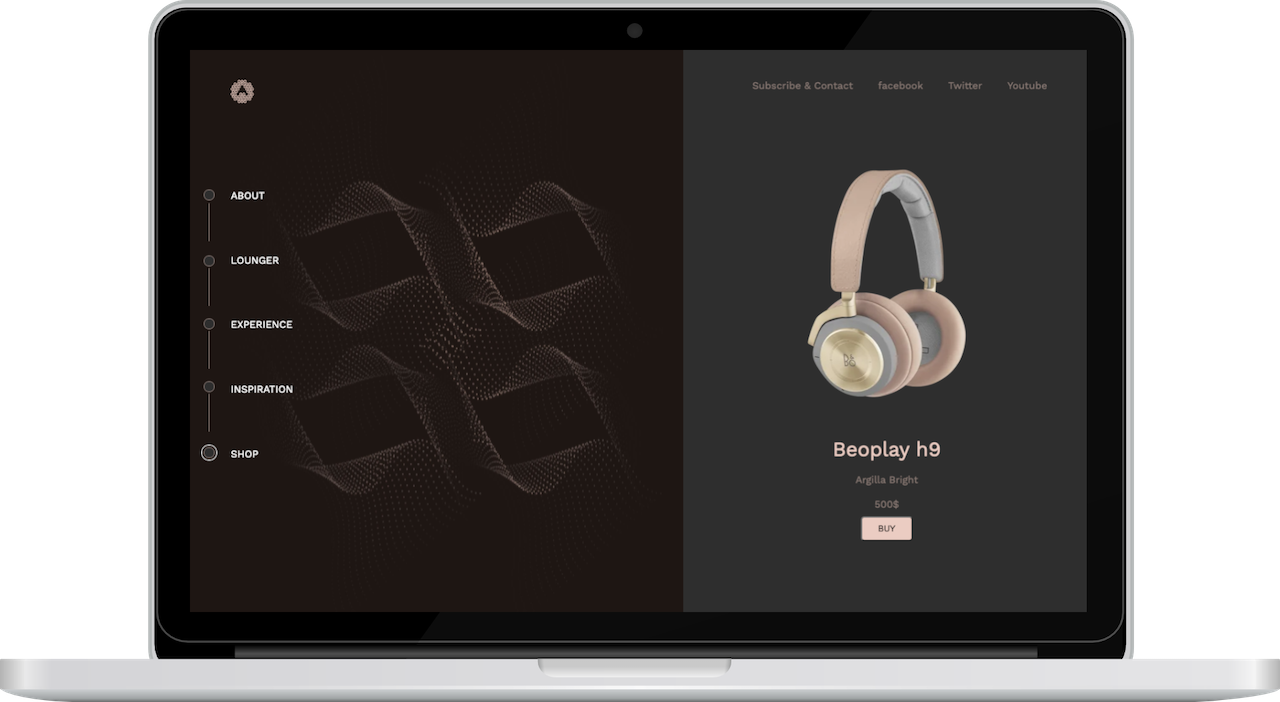 Subscribe & Contact facebook Twitter Youtube
ABOUT
LOUNGER
EXPERIENCE
INSPIRATION
SHOP
Beoplay h9
Argilla Bright
500$
BUY